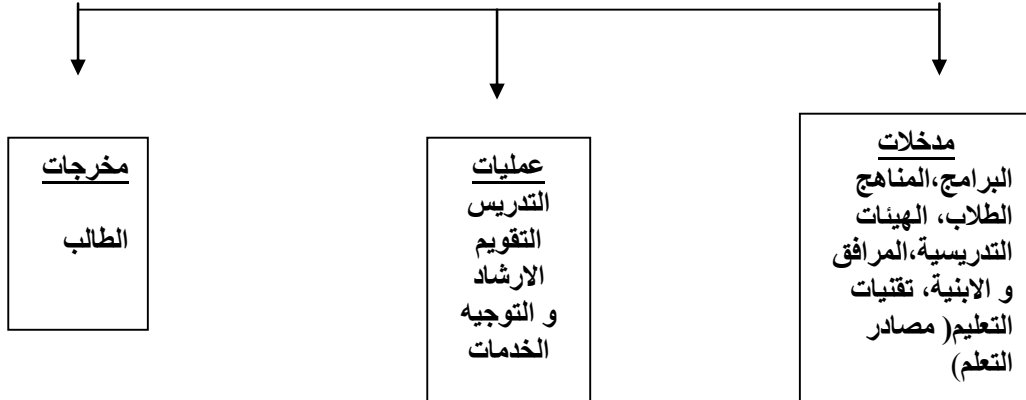 مدخلات
البرامج،المناهج
الطلاب، الهيئات
التدريسية،المرافق
و الابنية، تقنيات
التعليم( مصادر
التعلم)
عمليات
التدريس
التقويم
الارشاد
و التوجيه
الخدمات
مخرجات
الطالب